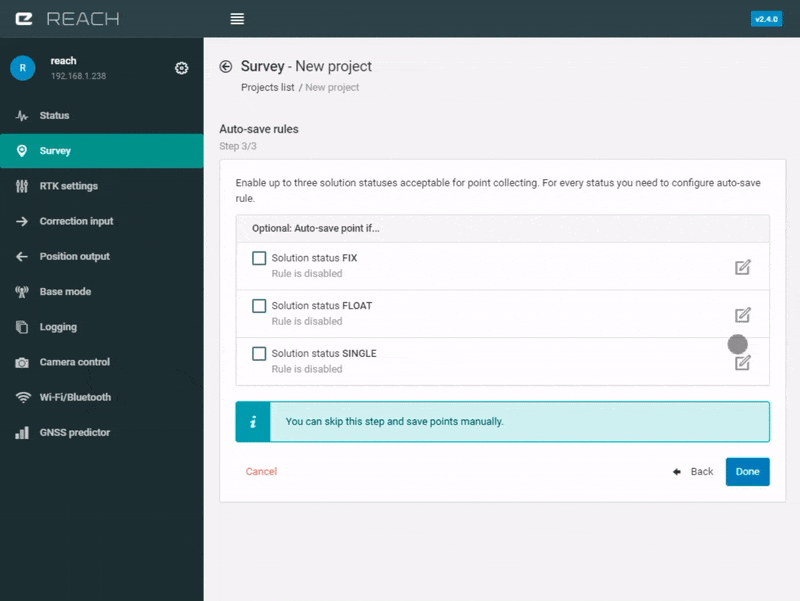 REACH
v2.4.0
R
reach
192.168.1.238
Status
Survey
RTK settings
Correction input
Position output
Base mode
Logging
Camera control
Wi-Fi/Bluetooth
GNSS predictor
Survey - New project
Projects list / New project
Auto-save rules
Step 3/3
Enable up to three solution statuses acceptable for point collecting. For every status you need to configure auto-save
rule.
Optional: Auto-save point if...
Solution status FIX
Rule is disabled
Solution status FLOAT
Rule is disabled
Solution status SINGLE
Rule is disabled
i
You can skip this step and save points manually.
Cancel
Back
Done